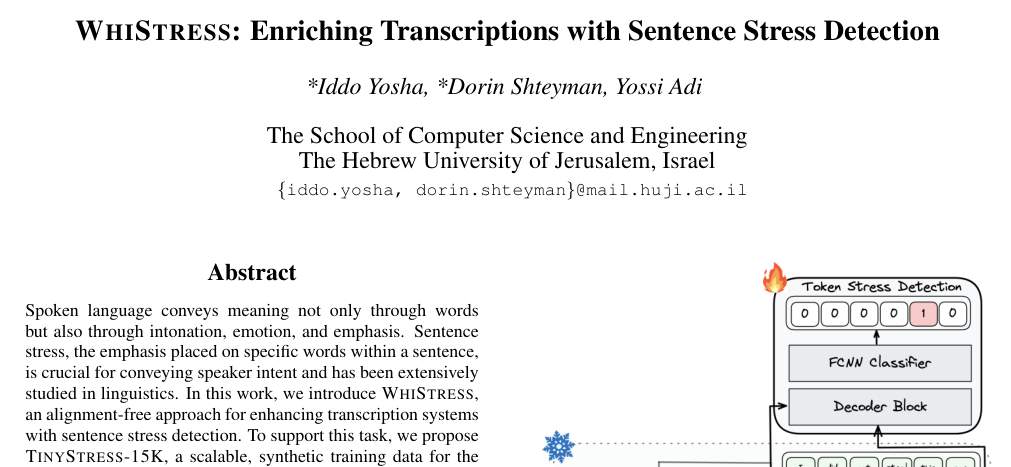 WHISTRESS: Enriching Transcriptions with Sentence Stress Detection
*Iddo Yosha, *Dorin Shteyman, Yossi Adi
The School of Computer Science and Engineering
The Hebrew University of Jerusalem, Israel
{iddo.yosha, dorin.shteyman}@mail.huji.ac.il
Abstract
Spoken language conveys meaning not only through words
but also through intonation, emotion, and emphasis. Sentence
stress, the emphasis placed on specific words within a sentence,
is crucial for conveying speaker intent and has been extensively
studied in linguistics. In this work, we introduce WHISTRESS,
an alignment-free approach for enhancing transcription systems
with sentence stress detection. To support this task, we propose
TINYSTRESS-15K, a scalable, synthetic training data for the
Token Stress Detection
0 0 0 0 1 0
FCNN Classifier
Decoder Block